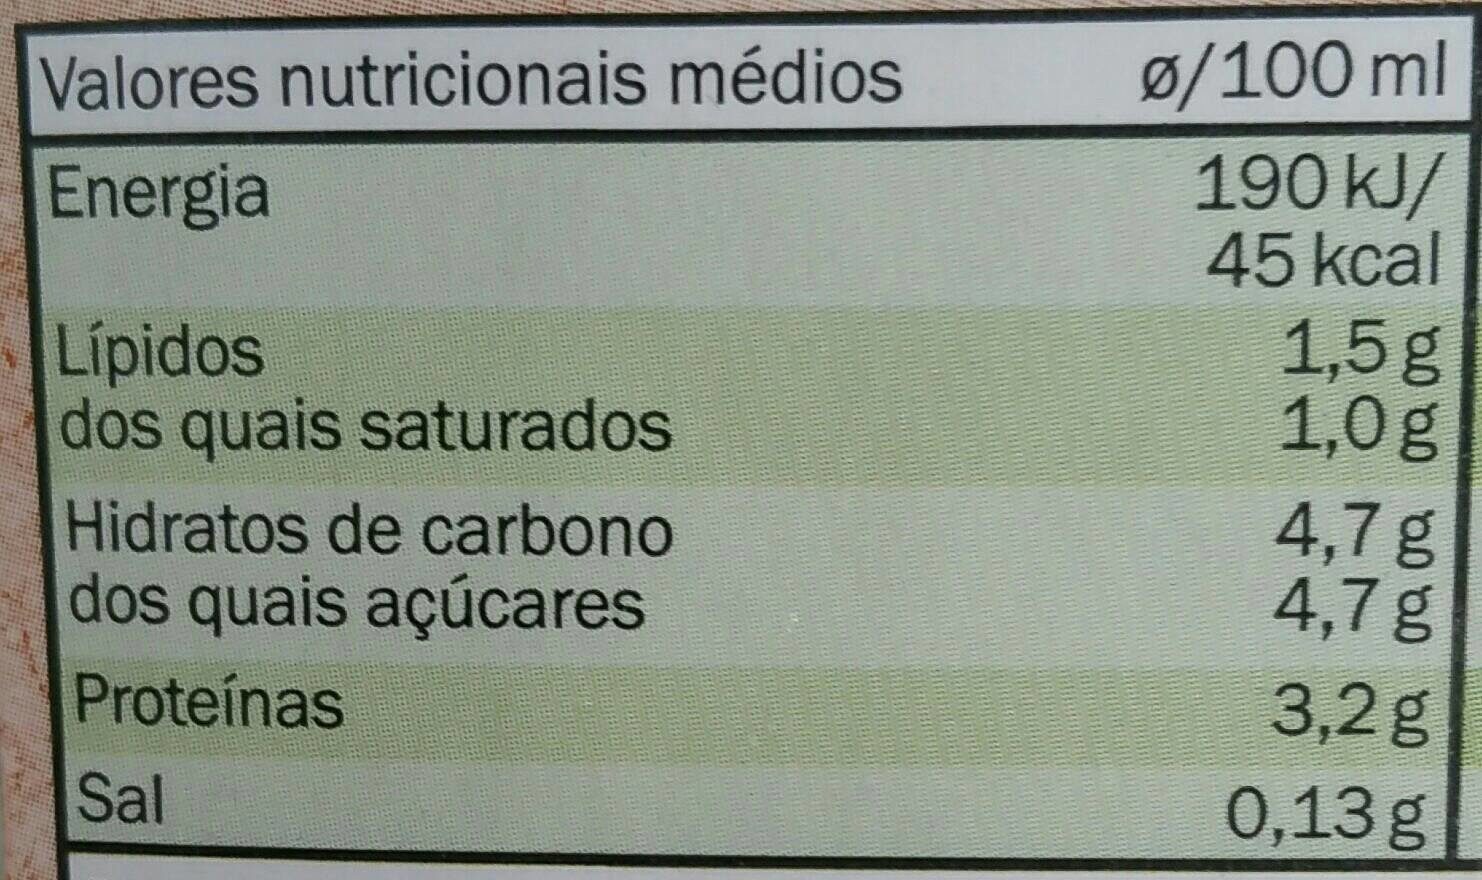 Valores nutricionais médios ø/100 ml
Energia 190 kJ/
45 kcal
Lípidos 1,5 g
dos quais saturados 1,0 g
Hidratos de carbono 4,7 g
dos quais açúcares 4,7 g
Proteínas 3,2 g
Sal 0,13 g